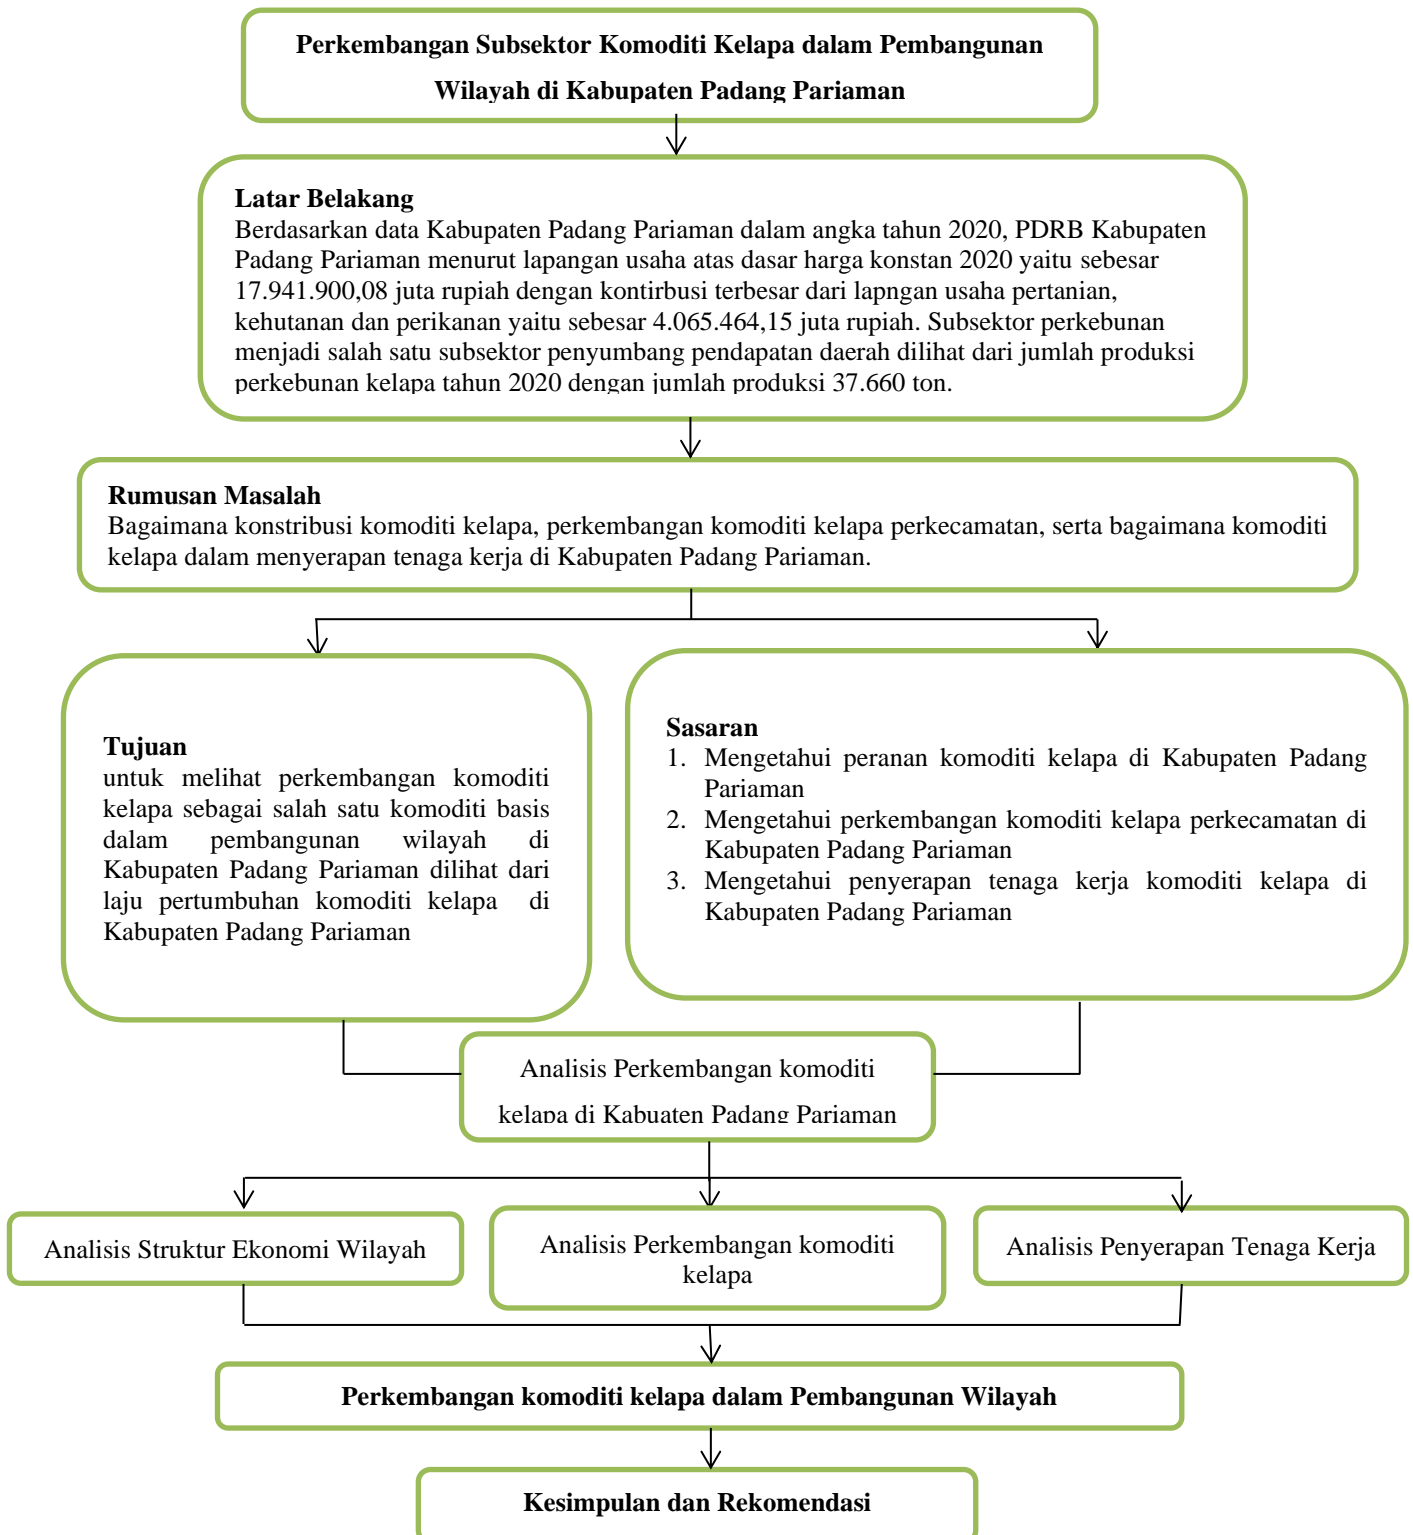 Perkembangan Subsektor Komoditi Kelapa dalam Pembangunan
Wilayah di Kabupaten Padang Pariaman
Latar Belakang
Berdasarkan data Kabupaten Padang Pariaman dalam angka tahun 2020, PDRB Kabupaten
Padang Pariaman menurut lapangan usaha atas dasar harga konstan 2020 yaitu sebesar
17.941.900,08 juta rupiah dengan kontirbusi terbesar dari lapngan usaha pertanian,
kehutanan dan perikanan yaitu sebesar 4.065.464,15 juta rupiah. Subsektor perkebunan
menjadi salah satu subsektor penyumbang pendapatan daerah dilihat dari jumlah produksi
perkebunan kelapa tahun 2020 dengan jumlah produksi 37.660 ton.
Rumusan Masalah
Bagaimana konstribusi komoditi kelapa, perkembangan komoditi kelapa perkecamatan, serta bagaimana komoditi
kelapa dalam menyerapan tenaga kerja di Kabupaten Padang Pariaman.
Tujuan
untuk melihat perkembangan komoditi
kelapa sebagai salah satu komoditi basis
dalam pembangunan wilayah di
Kabupaten Padang Pariaman dilihat dari
laju pertumbuhan komoditi kelapa di
Kabupaten Padang Pariaman
Sasaran
1. Mengetahui peranan komoditi kelapa di Kabupaten Padang
Pariaman
2. Mengetahui perkembangan komoditi kelapa perkecamatan di
Kabupaten Padang Pariaman
3. Mengetahui penyerapan tenaga kerja komoditi kelapa di
Kabupaten Padang Pariaman
Analisis Perkembangan komoditi
kelapa di Kabuaten Padang Pariaman
Analisis Struktur Ekonomi Wilayah
Analisis Perkembangan komoditi
kelapa
Analisis Penyerapan Tenaga Kerja
Perkembangan komoditi kelapa dalam Pembangunan Wilayah
Kesimpulan dan Rekomendasi